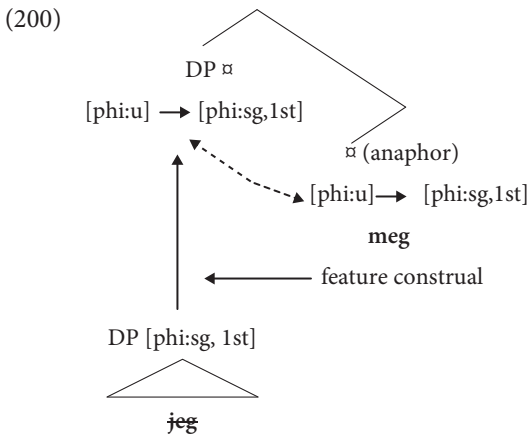 (200)
DP ¤
[phi:u] → [phi:sg,1st]
¤ (anaphor)
[phi:u] → [phi:sg,1st]
meg
feature construal
DP [phi:sg, 1st]
jeg